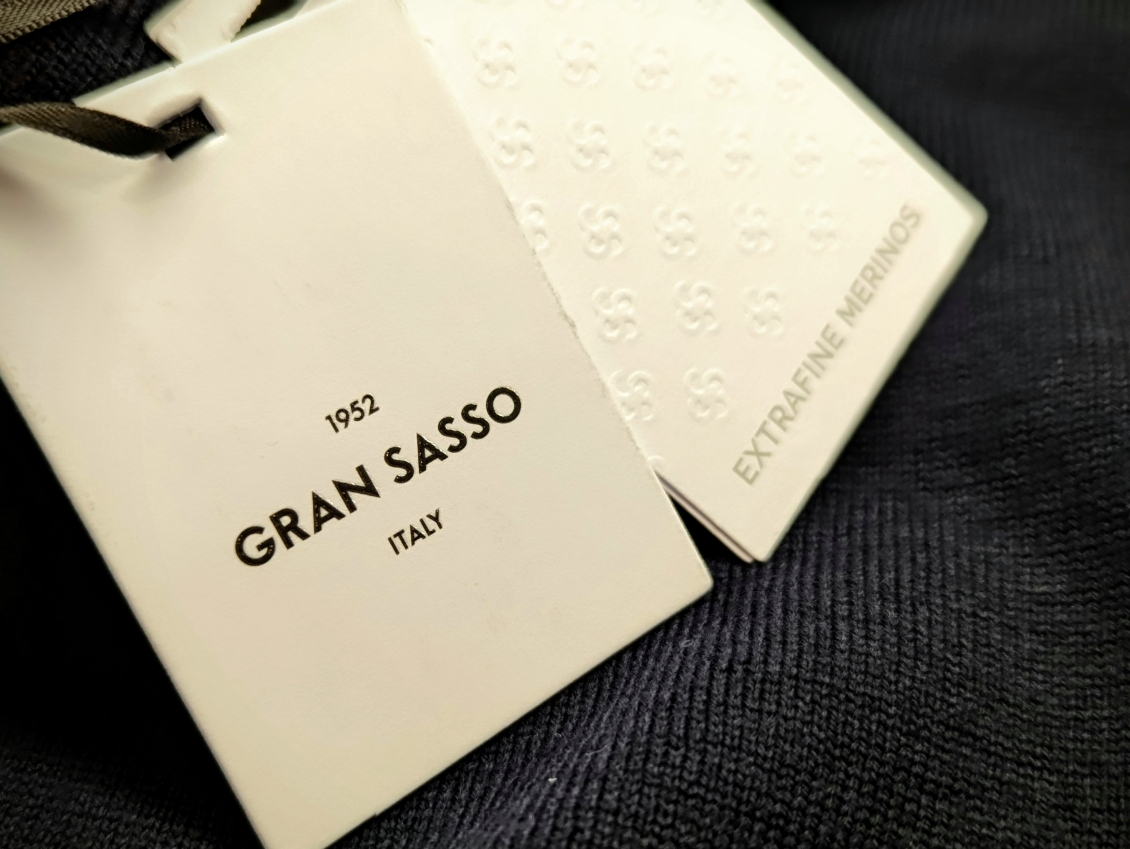 1952
GRAN SASSO
ITALY
EXTRAFINE MERINOS